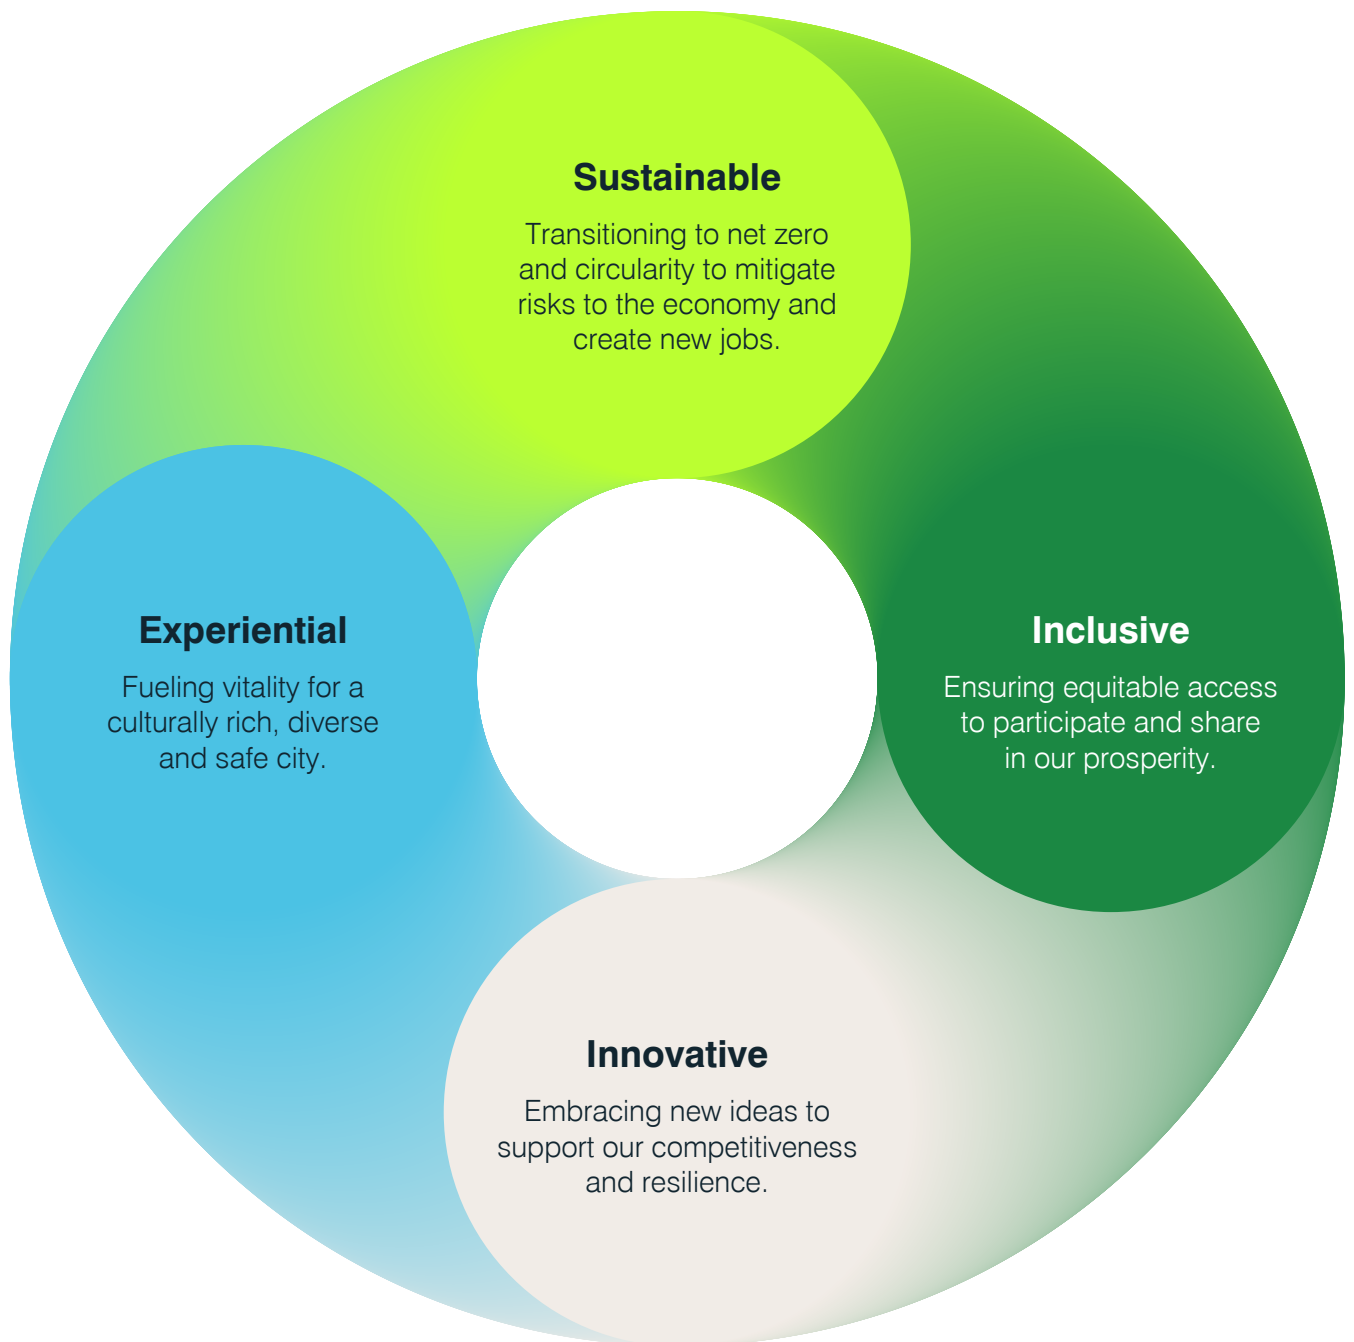 Sustainable
Transitioning to net zero
and circularity to mitigate
risks to the economy and
create new jobs.
Experiential
Fueling vitality for a
culturally rich, diverse
and safe city.
Inclusive
Ensuring equitable access
to participate and share
in our prosperity.
Innovative
Embracing new ideas to
support our competitiveness
and resilience.